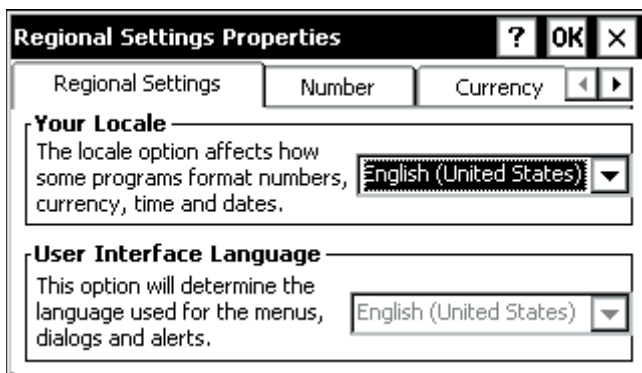 Regional Settings Properties ? OK ×
Regional Settings Number Currency
Your Locale
The locale option affects how
some programs format numbers,
currency, time and dates.
English (United States)
User Interface Language
This option will determine the
language used for the menus,
dialogs and alerts.
English (United States)